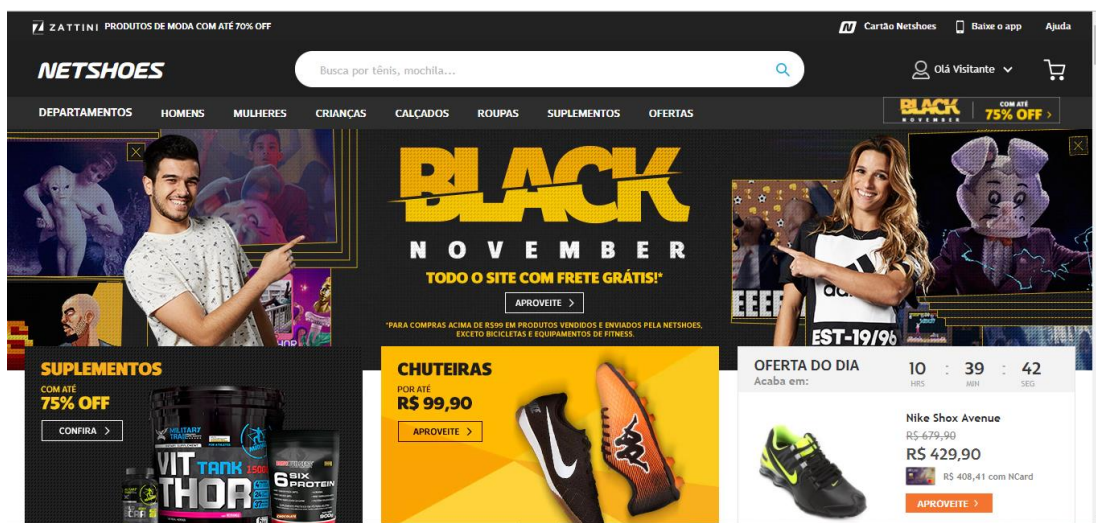 ZATTINI PRODUTOS DE MODA COM ATÉ 70% OFF
N Cartão Netshoes Baixe o app Ajuda
NETSHOES
Busca por tênis, mochila...
Olá Visitante
DEPARTAMENTOS HOMENS MULHERES CRIANÇAS CALÇADOS ROUPAS SUPLEMENTOS OFERTAS
BLACK
NOVEMBER
COM ATÉ
75% OFF >
BLACK
NOVEMBER
TODO O SITE COM FRETE GRÁTIS!*
APROVEITE >
*PARA COMPRAS ACIMA DE R$99 EM PRODUTOS VENDIDOS E ENVIADOS PELA NETSHOES,
EXCETO BICICLETAS E EQUIPAMENTOS DE FITNESS.
EST-19/96
SUPLEMENTOS
COM ATÉ
75% OFF
CONFIRA >
MILITARY
TRAIL
VIT TANK 1500
THOR
6 SIX
PROTEIN
900g
CHUTEIRAS
POR ATÉ
R$ 99,90
APROVEITE >
Kappa
OFERTA DO DIA
Acaba em:
10 : 39 : 42
HRS MIN SEG
Nike Shox Avenue
R$ 679,90
R$ 429,90
R$ 408,41 com NCard
APROVEITE >